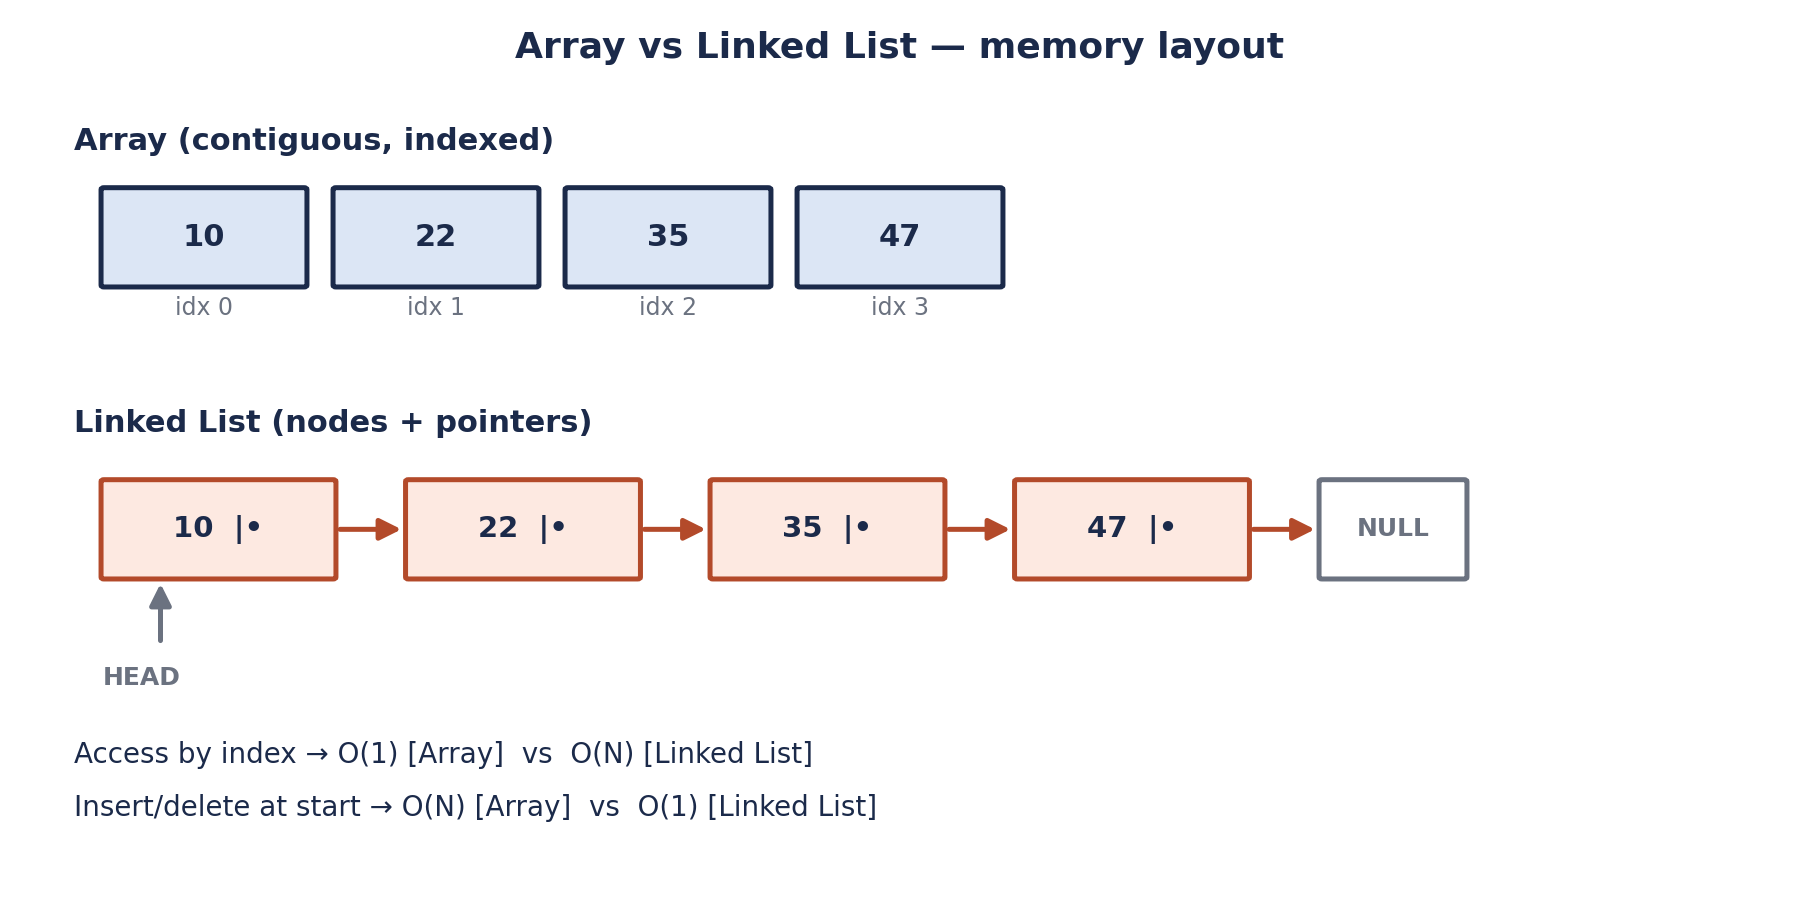 Array vs Linked List — memory layout
Array (contiguous, indexed)
10 22 35 47
idx 0 idx 1 idx 2 idx 3
Linked List (nodes + pointers)
10 |• 22 |• 35 |• 47 |• NULL
HEAD
Access by index → O(1) [Array] vs O(N) [Linked List]
Insert/delete at start → O(N) [Array] vs O(1) [Linked List]